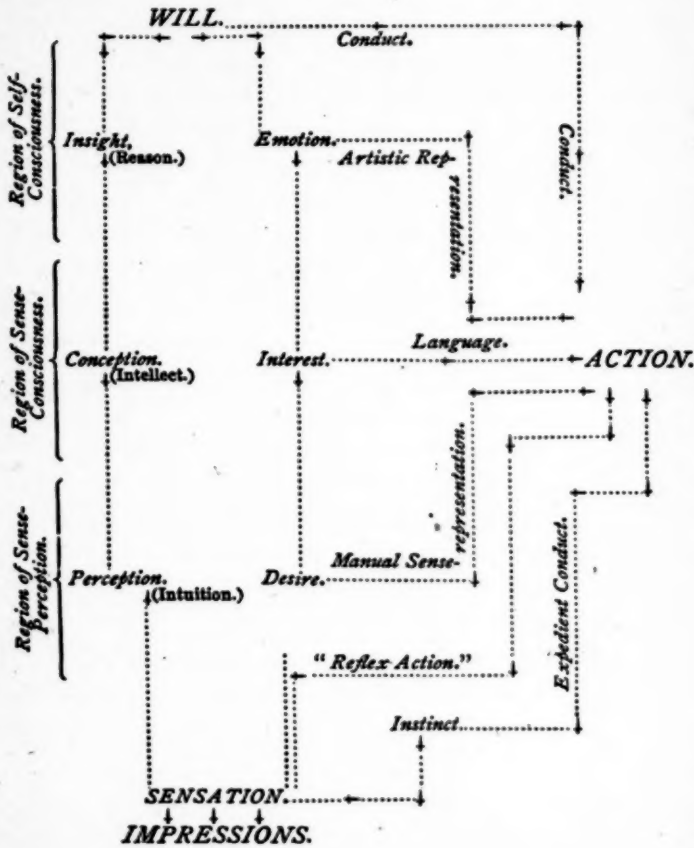 WILL.
Conduct.
Region of Self-
Consciousness.
Insight,
(Reason.)
Emotion.
Artistic Rep-
resentation.
Conduct.
Region of Sense-
Consciousness.
Conception.
(Intellect.)
Interest.
Language.
ACTION.
Region of Sense-
Perception.
Perception.
(Intuition.)
Desire.
Manual Sense-
representation.
Expedient Conduct.
"Reflex Action."
Instinct
SENSATION.
IMPRESSIONS.